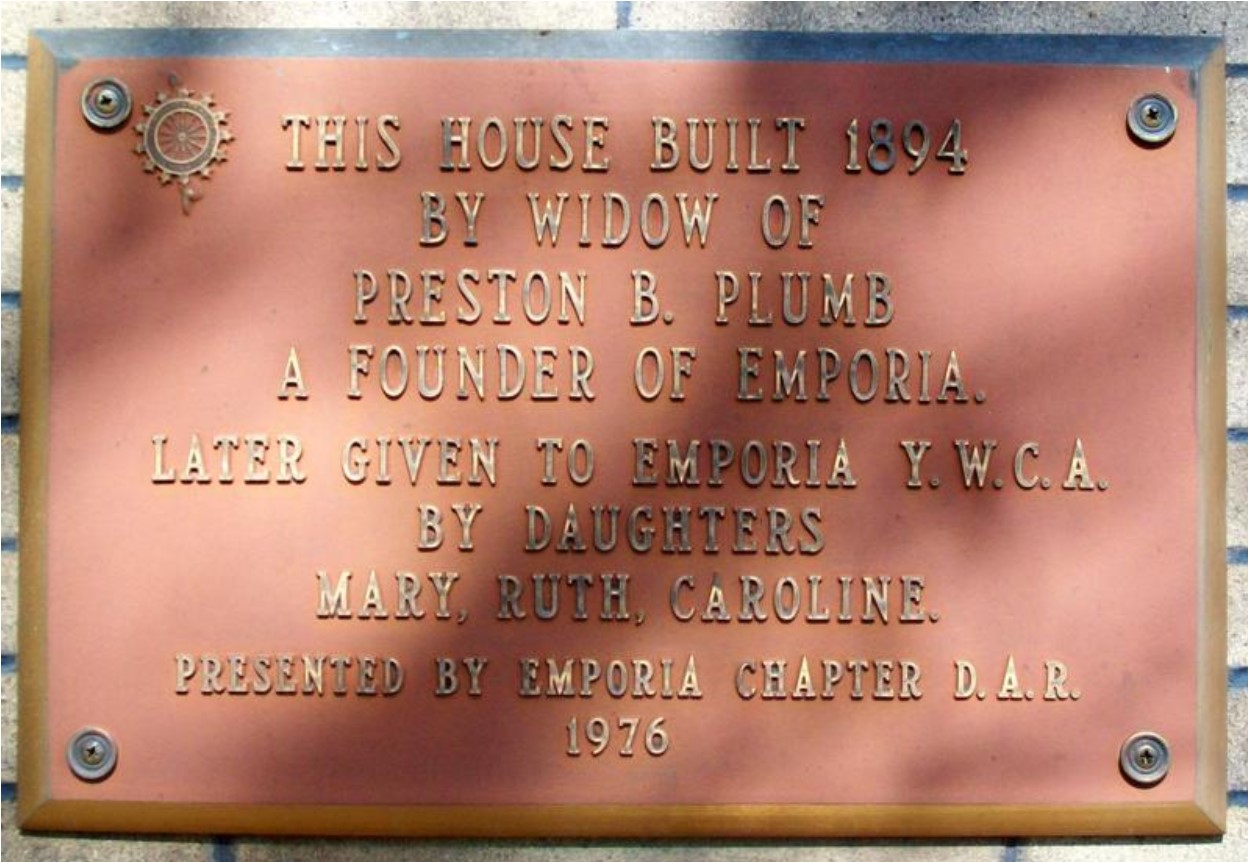 THIS HOUSE BUILT 1894
BY WIDOW OF
PRESTON B. PLUMB
A FOUNDER OF EMPORIA.
LATER GIVEN TO EMPORIA Y.W.C.A.
BY DAUGHTERS
MARY, RUTH, CAROLINE.
PRESENTED BY EMPORIA CHAPTER D.A.R.
1976